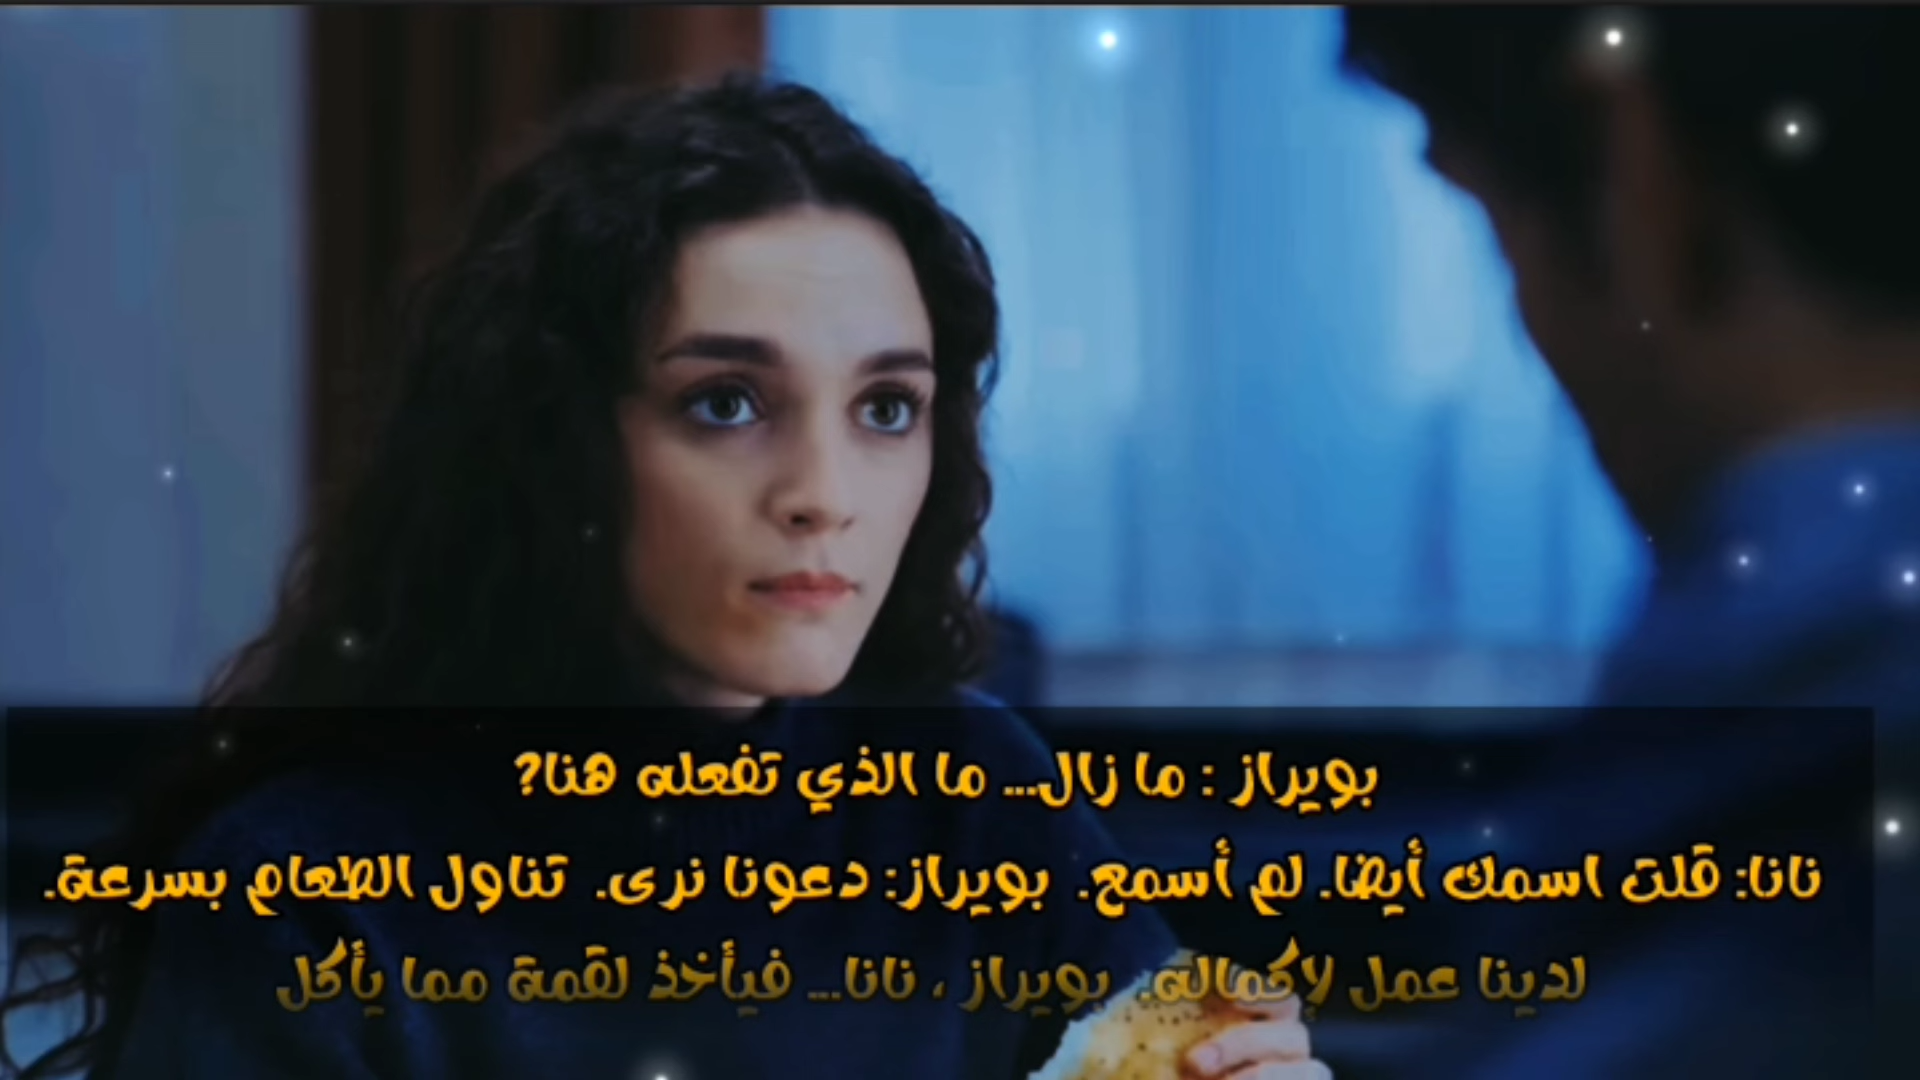 بويراز : ما زال... ما الذي تفعله هنا?
نانا: قلت اسمك أيضا. لم أسمع. بويراز: دعونا نرى. تناول الطعام بسرعة.
لدينا عمل لإكماله. بويراز ، نانا... فيأخذ لقمة مما يأكل